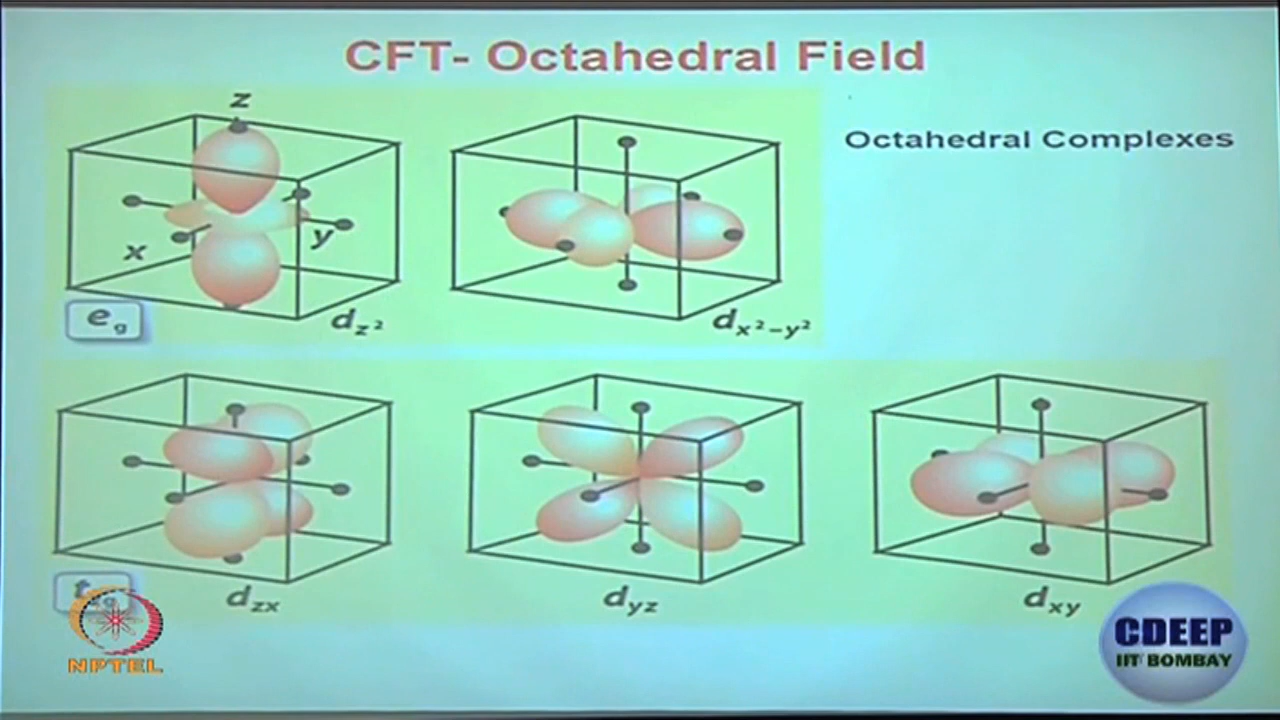 CFT- Octahedral Field
Octahedral Complexes
z
x
y
e_g
d_z²
d_x²-y²
d_zx
d_yz
d_xy
NPTEL
CDEEP
IIT BOMBAY